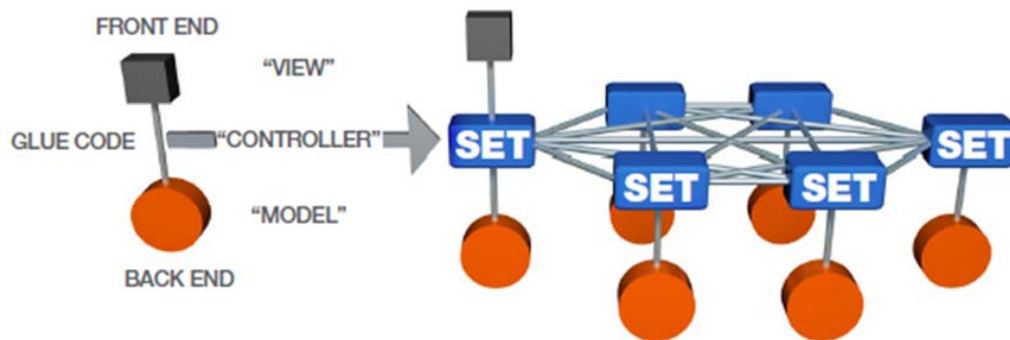 FRONT END
“VIEW”
GLUE CODE
“CONTROLLER”
“MODEL”
BACK END
SET
SET
SET
SET